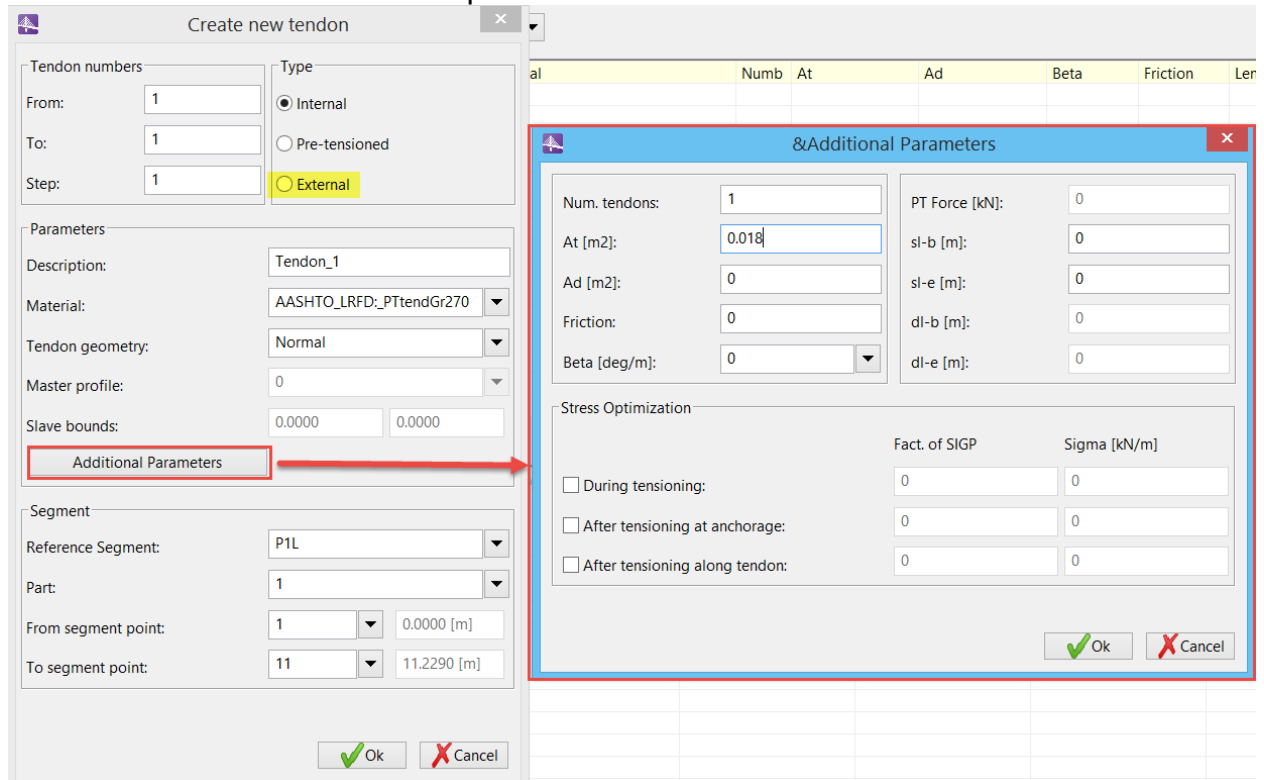 Create new tendon
Tendon numbers
From: 1
To: 1
Step: 1
Type
Internal
Pre-tensioned
External
Parameters
Description: Tendon_1
Material: AASHTO_LRFD:_PTtendGr270
Tendon geometry: Normal
Master profile: 0
Slave bounds: 0.0000 0.0000
Additional Parameters
Segment
Reference Segment: P1L
Part: 1
From segment point: 1 0.0000 [m]
To segment point: 11 11.2290 [m]
Ok Cancel
al Numb At Ad Beta Friction Len
&Additional Parameters
Num. tendons: 1
At [m2]: 0.018
Ad [m2]: 0
Friction: 0
Beta [deg/m]: 0
PT Force [kN]: 0
sl-b [m]: 0
sl-e [m]: 0
dl-b [m]: 0
dl-e [m]: 0
Stress Optimization
Fact. of SIGP Sigma [kN/m]
During tensioning: 0 0
After tensioning at anchorage: 0 0
After tensioning along tendon: 0 0
Ok Cancel